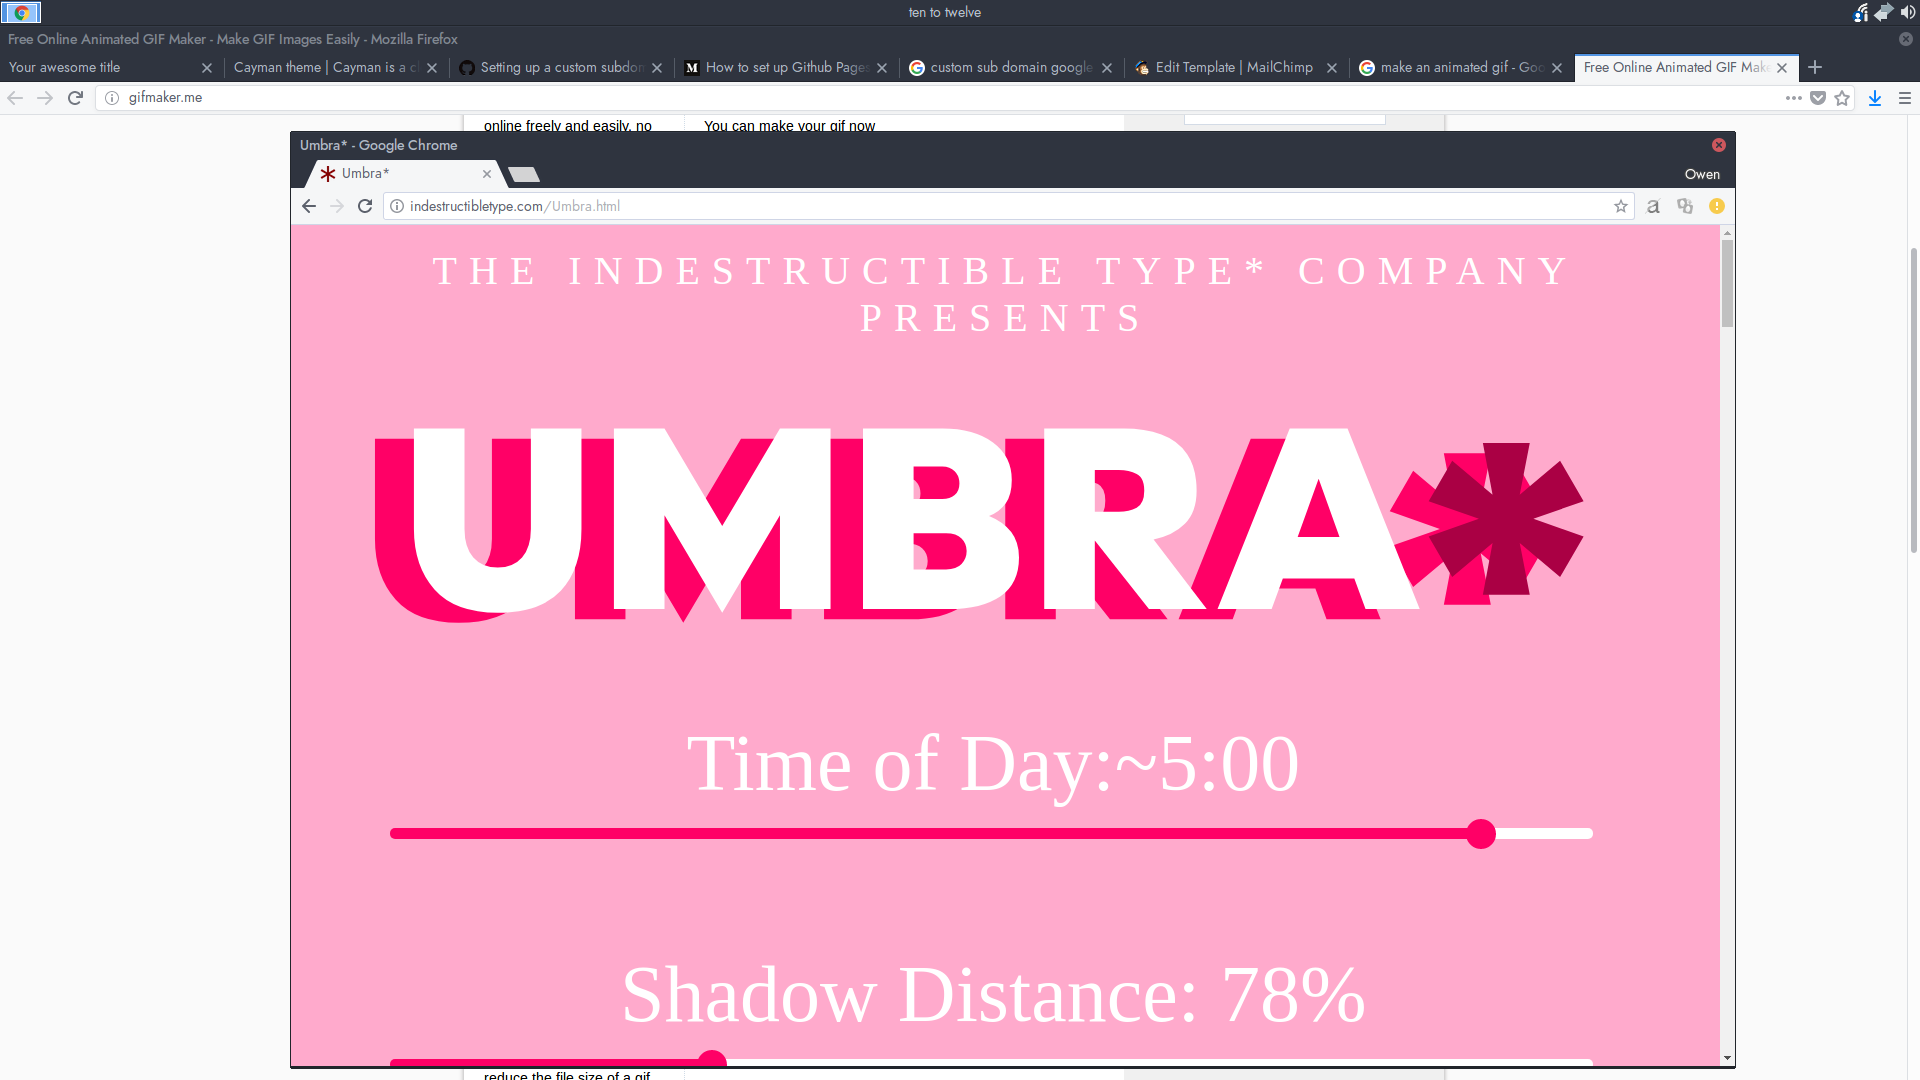 ten to twelve
Free Online Animated GIF Maker - Make GIF Images Easily - Mozilla Firefox
Your awesome title
Cayman theme | Cayman is a c
Setting up a custom subdon
How to set up Github Page
custom sub domain google
Edit Template | MailChimp
make an animated gif - Goo
Free Online Animated GIF Make
gifmaker.me
online freely and easily, no
You can make your gif now
Umbra* - Google Chrome
Umbra*
Owen
indestructibletype.com/Umbra.html
THE INDESTRUCTIBLE TYPE* COMPANY
PRESENTS
UMBRA*
Time of Day:~5:00
Shadow Distance: 78%
reduce the file size of a gif